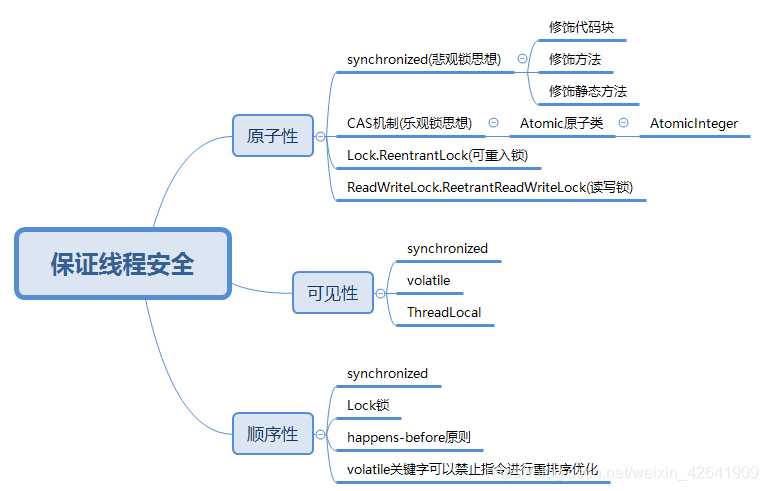 保证线程安全
原子性
synchronized(悲观锁思想)
修饰代码块
修饰方法
修饰静态方法
CAS机制(乐观锁思想)
Atomic原子类
AtomicInteger
Lock.ReentrantLock(可重入锁)
ReadWriteLock.ReetrantReadWriteLock(读写锁)
可见性
synchronized
volatile
ThreadLocal
顺序性
synchronized
Lock锁
happens-before原则
volatile关键字可以禁止指令进行重排序优化
net/weixin_42641909